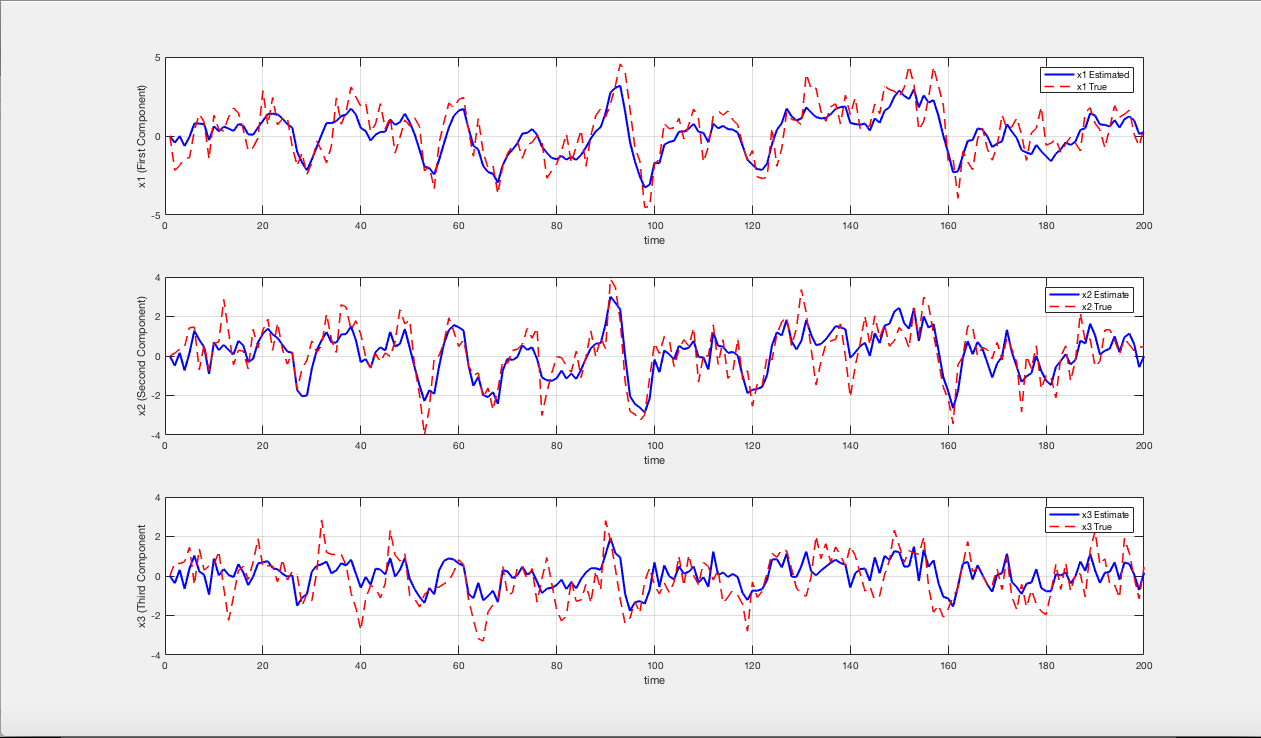 x1 (First Component)
5
0
-5
0 20 40 60 80 100 120 140 160 180 200
time
x1 Estimated
x1 True
x2 (Second Component)
4
2
0
-2
-4
0 20 40 60 80 100 120 140 160 180 200
time
x2 Estimate
x2 True
x3 (Third Component
4
2
0
-2
-4
0 20 40 60 80 100 120 140 160 180 200
time
x3 Estimate
x3 True